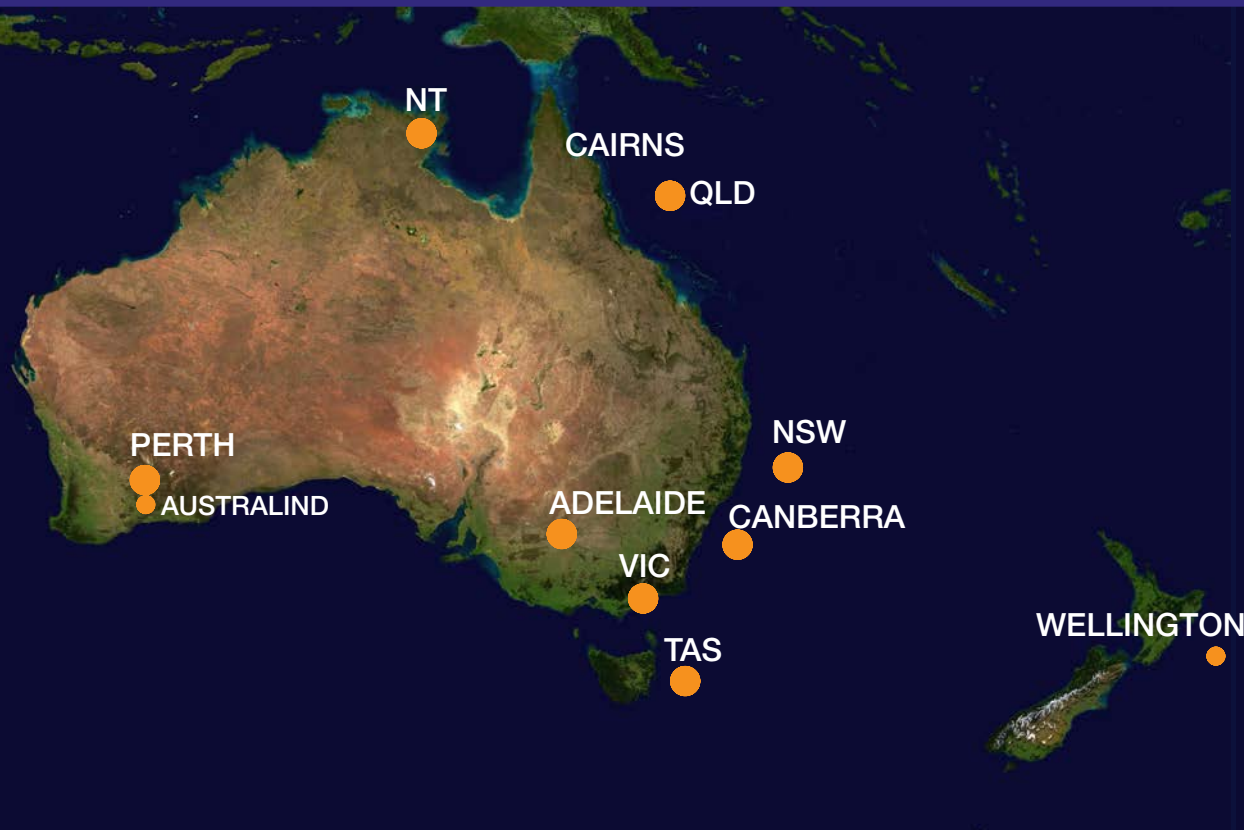 NT
CAIRNS
QLD
NSW
PERTH
AUSTRALIND
ADELAIDE
CANBERRA
VIC
WELLINGTON
TAS